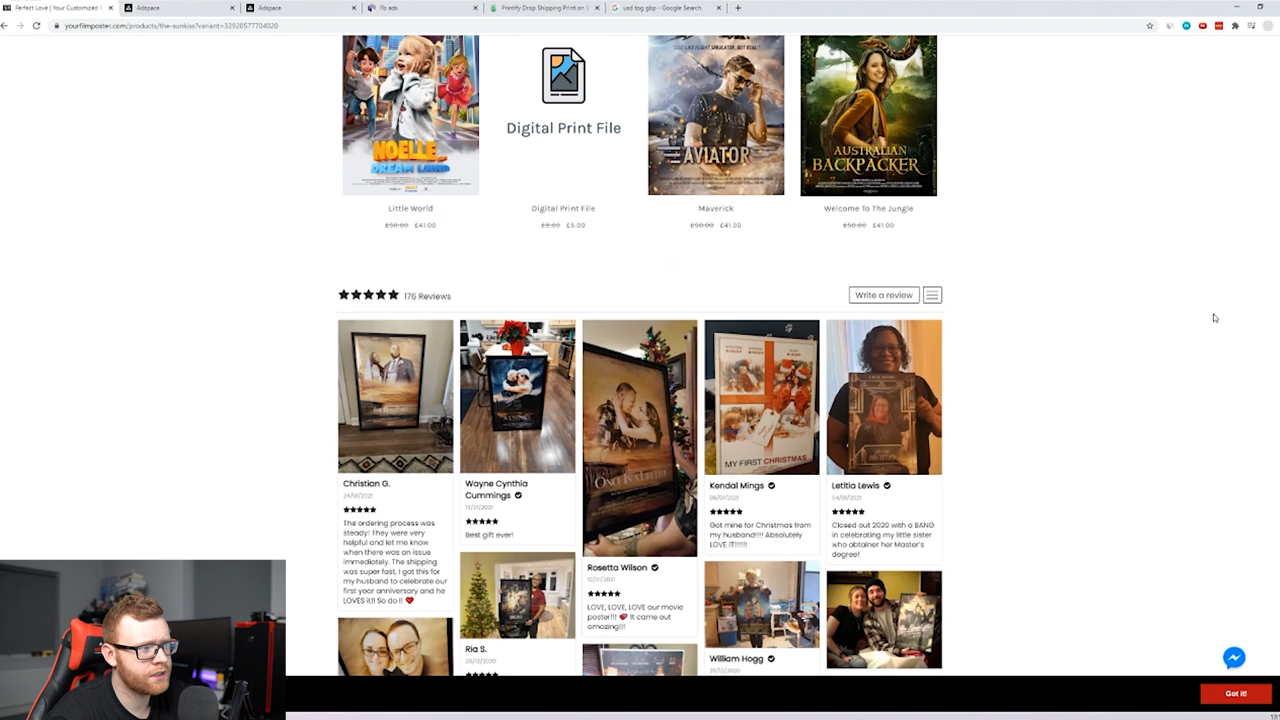 Perfect Love | Your Customized
Adspace
Adspace
Fb ads
Printify Drop Shipping Print on
usd tog gbp - Google Search
yourfilmposter.com/products/the-sunkiss?variant=32920577704020
NOELLE
DREAM LAND
Digital Print File
AVIATOR
AUSTRALIAN
BACKPACKER
Little World
Digital Print File
Maverick
Welcome To The Jungle
£50.00 £41.00
£9.00 £5.00
£50.00 £41.00
£50.00 £41.00
176 Reviews
Write a review
MY FIRST CHRISTMAS
Christian G.
24/01/2021
The ordering process was
steady! They were very
helpful and let me know
when there was an issue
immediately. The shipping
was super fast. I got this for
my husband to celebrate our
first year anniversary and he
LOVES it!! So do I!
Wayne Cynthia
Cummings
Best gift ever!
Ria S.
Rosetta Wilson
LOVE, LOVE, LOVE our movie
poster!!! It came out
amazing!!!
Kendal Mings
Got mine for Christmas from
my husband!!!! Absolutely
LOVE IT!!!!!!
William Hogg
Letitia Lewis
Closed out 2020 with a BANG
in celebrating my little sister
who obtainer her Master's
degree!
Got it!